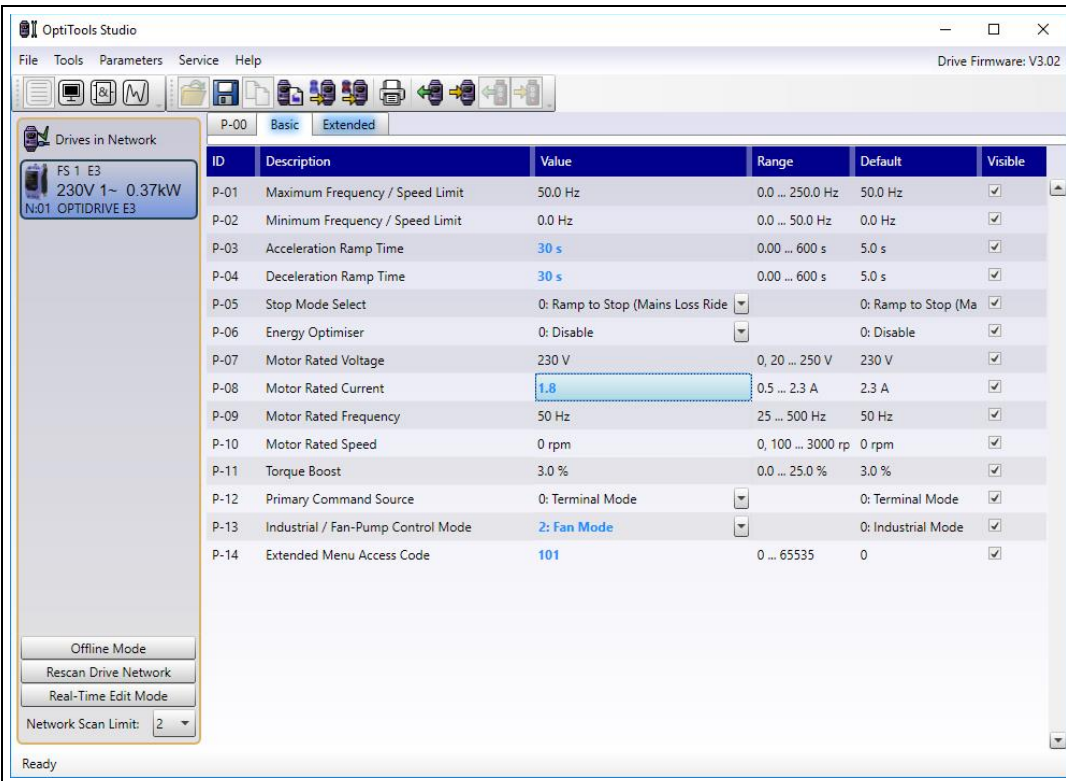 OptiTools Studio
File Tools Parameters Service Help Drive Firmware: V3.02
Drives in Network
FS 1 E3
230V 1~ 0.37kW
N:01 OPTIDRIVE E3
P-00 Basic Extended
ID Description Value Range Default Visible
P-01 Maximum Frequency / Speed Limit 50.0 Hz 0.0 ... 250.0 Hz 50.0 Hz
P-02 Minimum Frequency / Speed Limit 0.0 Hz 0.0 ... 50.0 Hz 0.0 Hz
P-03 Acceleration Ramp Time 30 s 0.00 ... 600 s 5.0 s
P-04 Deceleration Ramp Time 30 s 0.00 ... 600 s 5.0 s
P-05 Stop Mode Select 0: Ramp to Stop (Mains Loss Ride 0: Ramp to Stop (Ma
P-06 Energy Optimiser 0: Disable 0: Disable
P-07 Motor Rated Voltage 230 V 0, 20 ... 250 V 230 V
P-08 Motor Rated Current 1.8 0.5 ... 2.3 A 2.3 A
P-09 Motor Rated Frequency 50 Hz 25 ... 500 Hz 50 Hz
P-10 Motor Rated Speed 0 rpm 0, 100 ... 3000 rp 0 rpm
P-11 Torque Boost 3.0 % 0.0 ... 25.0 % 3.0 %
P-12 Primary Command Source 0: Terminal Mode 0: Terminal Mode
P-13 Industrial / Fan-Pump Control Mode 2: Fan Mode 0: Industrial Mode
P-14 Extended Menu Access Code 101 0 ... 65535 0
Offline Mode
Rescan Drive Network
Real-Time Edit Mode
Network Scan Limit: 2
Ready